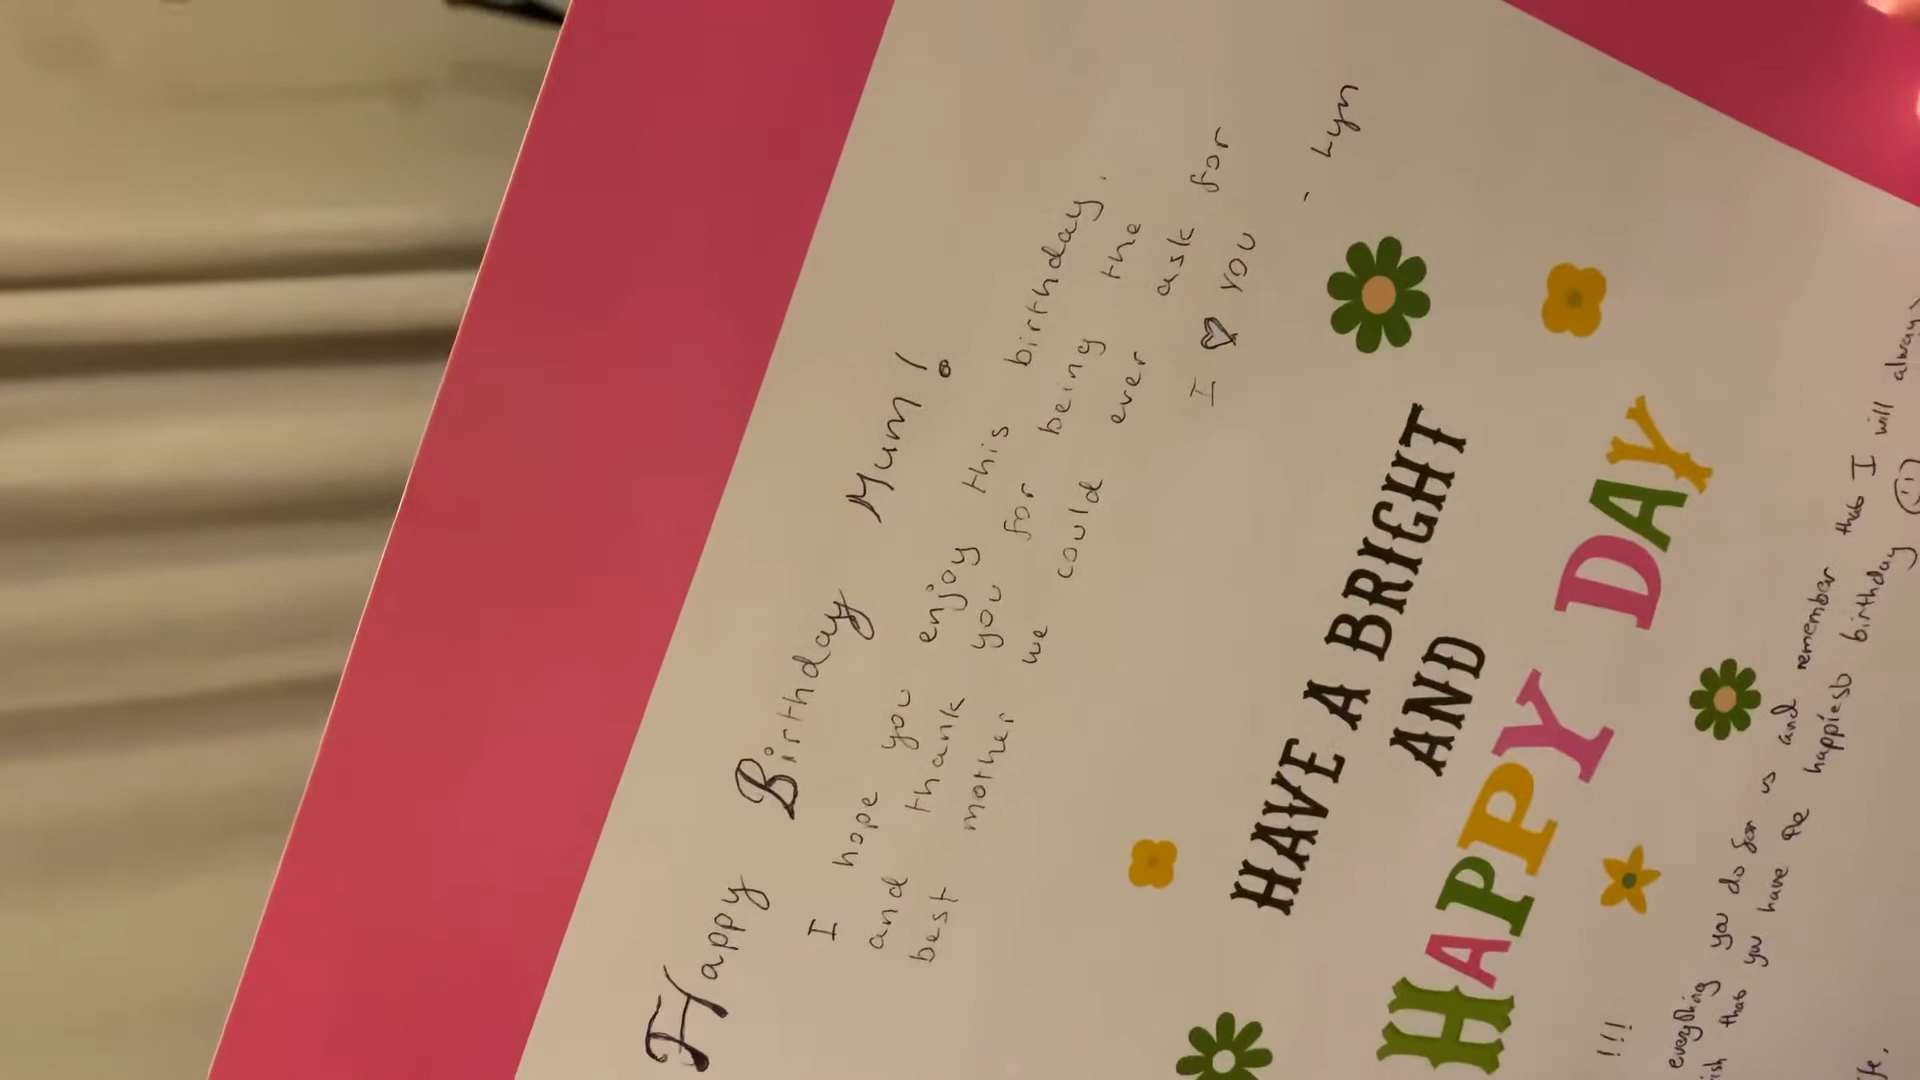 Happy Birthday Mum!
I hope you enjoy this birthday.
and thank you for being the
best mother we could ever ask for
I ♡ YOU
- Lyn
HAVE A BRIGHT
AND
HAPPY DAY
!!!
everything you do for us and remember that I will always
that you have the happiest birthday